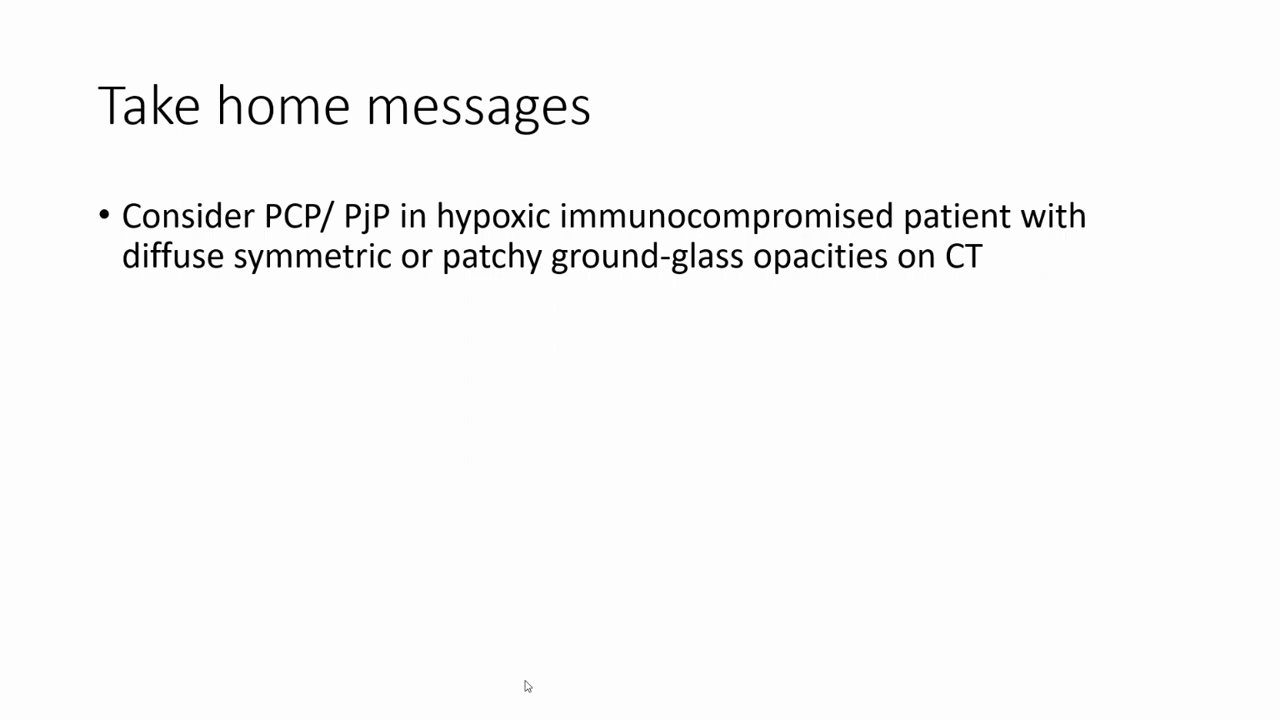 Take home messages
• Consider PCP/ PjP in hypoxic immunocompromised patient with
diffuse symmetric or patchy ground-glass opacities on CT